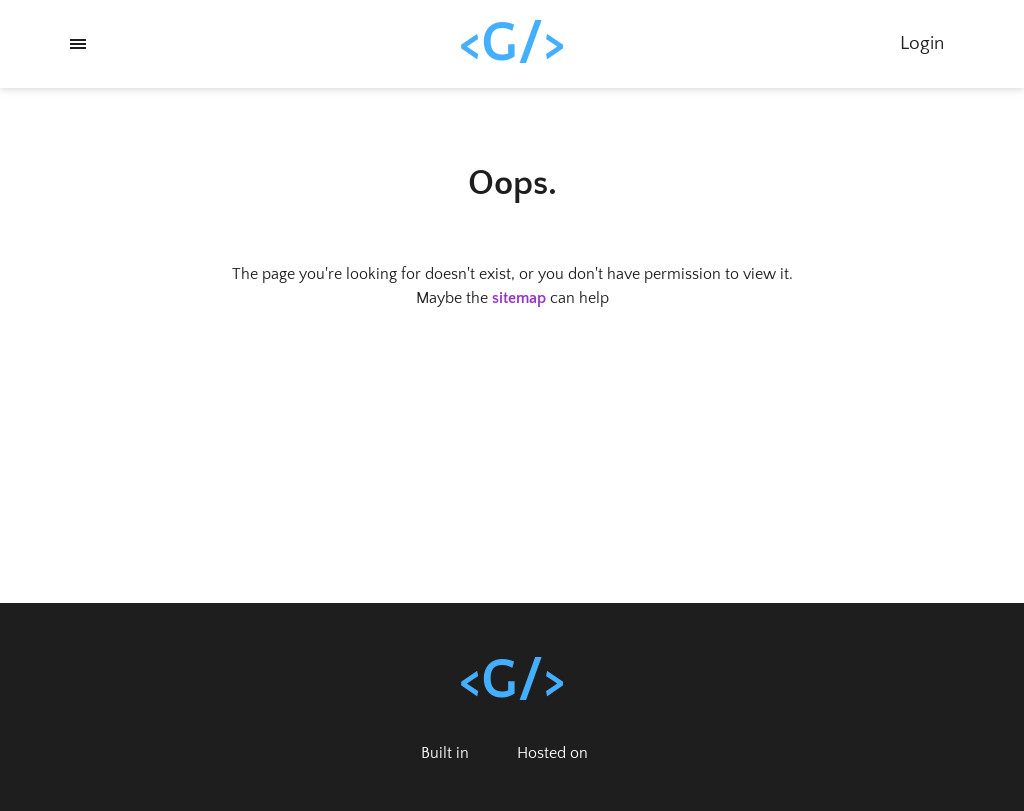 <G/>
Login
Oops.
The page you're looking for doesn't exist, or you don't have permission to view it.
Maybe the sitemap can help
<G/>
Built in
Hosted on